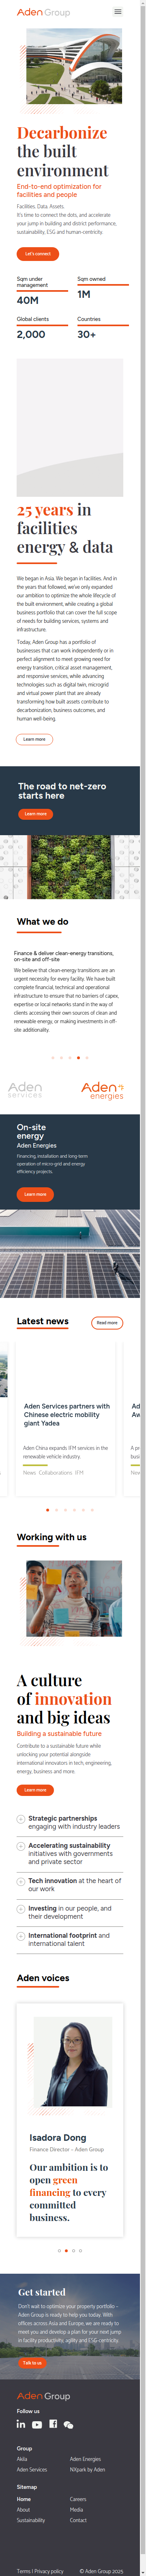 Aden Group
Decarbonize
the built
environment
End-to-end optimization for
facilities and people
Facilities. Data. Assets.
It's time to connect the dots, and accelerate
your jump in building and district performance,
sustainability, ESG and human-centricity.
Let's connect
Sqm under
management
40M
Sqm owned
1M
Global clients
2,000
Countries
30+
25 years in
facilities
energy & data
We began in Asia. We began in facilities. And in
the years that followed, we've only expanded
our ambition to optimize the whole lifecycle of
the built environment, while creating a global
business portfolio that can cover the full scope
of needs for building services, systems and
infrastructure.
Today, Aden Group has a portfolio of
businesses that can work independently or in
perfect alignment to meet growing need for
energy transition, critical asset management,
and responsive services, while advancing
technologies such as digital twin, microgrid
and virtual power plant that are already
transforming how built assets contribute to
decarbonization, business outcomes, and
human well-being.
Learn more
The road to net-zero
starts here
Learn more
What we do
Finance & deliver clean-energy transitions,
on-site and off-site
We believe that clean-energy transitions are an
urgent necessity for every facility. We have built
complete financial, technical and operational
infrastructure to ensure that no barriers of capex,
expertise or local networks stand in the way of
clients accessing their own sources of clean and
renewable energy, or making investments in off-
site additionality.
Aden
services
Aden
energies
On-site
energy
Aden Energies
Financing, installation and long-term
operation of micro-grid and energy
efficiency projects.
Learn more
Latest news
Read more
Aden Services partners with
Chinese electric mobility
giant Yadea
Aden China expands IFM services in the
renewable vehicle industry.
News Collaborations IFM
Working with us
A culture
of innovation
and big ideas
Building a sustainable future
Contribute to a sustainable future while
unlocking your potential alongside
international innovators in tech, engineering,
energy, business and more.
Learn more
Strategic partnerships
engaging with industry leaders
Accelerating sustainability
initiatives with governments
and private sector
Tech innovation at the heart of
our work
Investing in our people, and
their development
International footprint and
international talent
Aden voices
Isadora Dong
Finance Director – Aden Group
Our ambition is to
open green
financing to every
committed
business.
Get started
Don't wait to optimize your property portfolio –
Aden Group is ready to help you today. With
offices across Asia and Europe, we are ready to
meet you and develop a plan for your next jump
in facility productivity, agility and ESG centricity.
Talk to us
Aden Group
Follow us
Group
Akila
Aden Energies
Aden Services
NXpark by Aden
Sitemap
Home
Careers
About
Media
Sustainability
Contact
Terms | Privacy policy
© Aden Group 2025